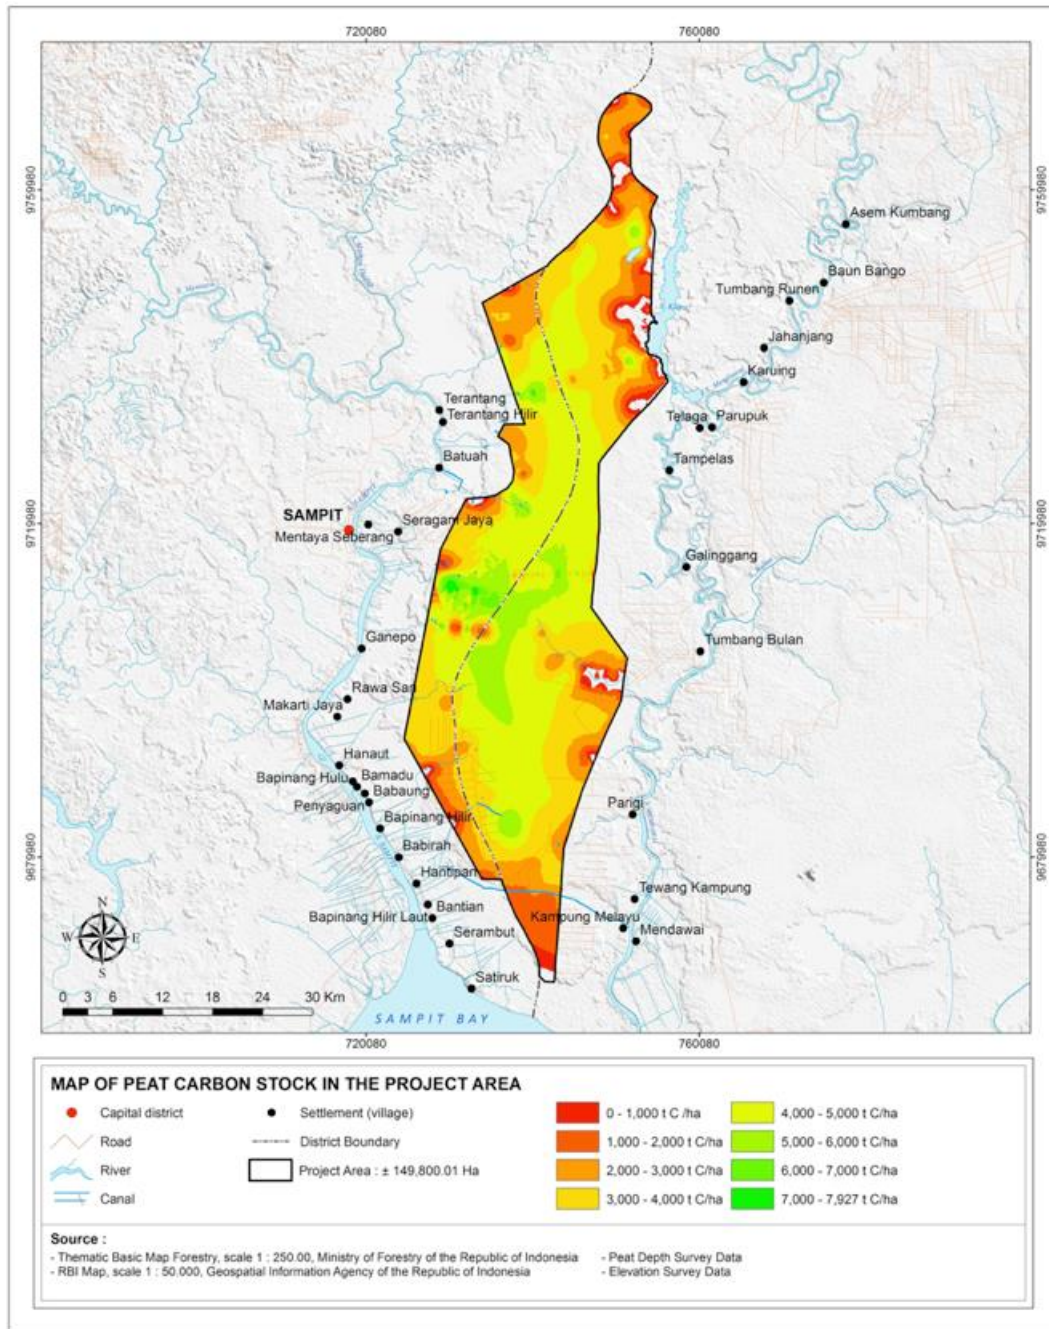 720080
760080
9759980
9759980
Asem Kumbang
Baun Bango
Tumbang Runen
Jahanjang
Karuing
Terantang
Terantang Hilir
Telaga
Parupuk
Batuah
Tampelas
SAMPIT
Seragam Jaya
Mentaya Seberang
9719980
9719980
Galinggang
Ganepo
Tumbang Bulan
Rawa Sari
Makarti Jaya
Hanaut
Bapinang Hulu
Bamadu
Babaung
Penyaguan
Bapinang Hilir
Parigi
Babirah
9679980
9679980
Hantipan
Tewang Kampung
Bantian
Bapinang Hilir Laut
Kampung Melayu
Mendawai
Serambut
N
W E
S
Satiruk
0 3 6 12 18 24 30 Km
SAMPIT BAY
720080
760080
MAP OF PEAT CARBON STOCK IN THE PROJECT AREA
Capital district
Road
River
Canal
Settlement (village)
District Boundary
Project Area : ± 149,800.01 Ha
0 - 1,000 t C /ha
1,000 - 2,000 t C/ha
2,000 - 3,000 t C/ha
3,000 - 4,000 t C/ha
4,000 - 5,000 t C/ha
5,000 - 6,000 t C/ha
6,000 - 7,000 t C/ha
7,000 - 7,927 t C/ha
Source :
- Thematic Basic Map Forestry, scale 1 : 250.00, Ministry of Forestry of the Republic of Indonesia
- RBI Map, scale 1 : 50,000, Geospatial Information Agency of the Republic of Indonesia
- Peat Depth Survey Data
- Elevation Survey Data